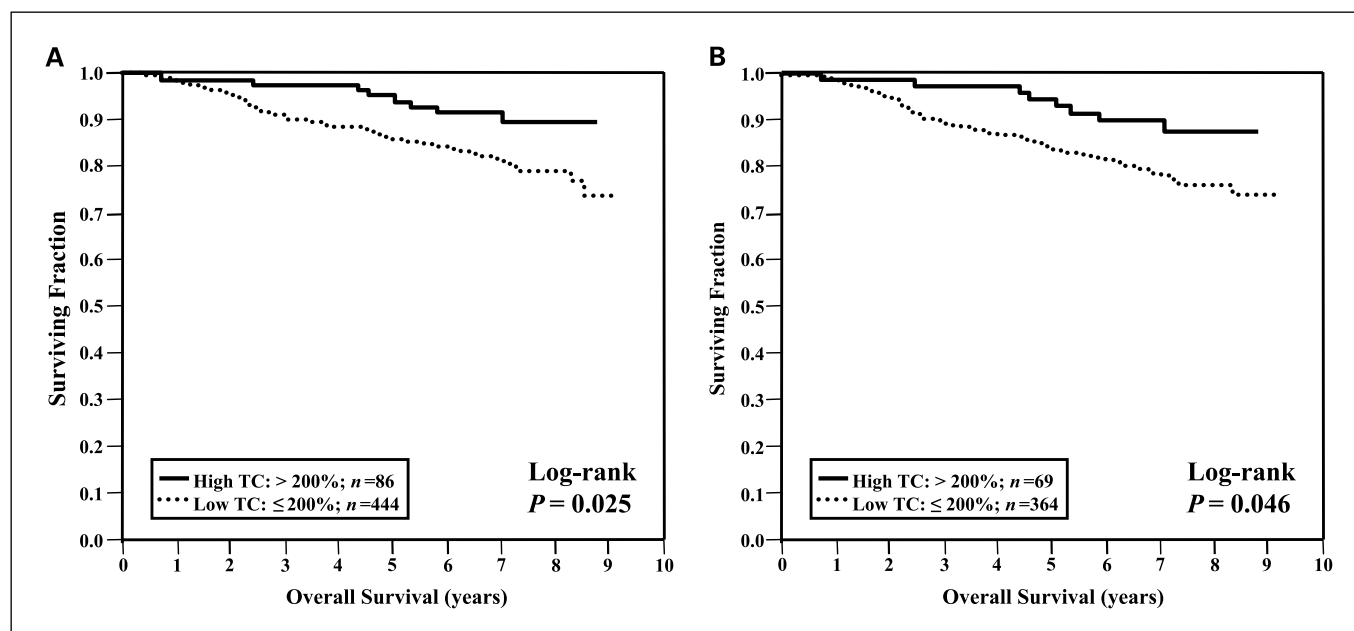 A
1.0
0.9
0.8
0.7
0.6
0.5
0.4
0.3
0.2
0.1
0.0
Surviving Fraction
High TC: > 200%; n=86
Low TC: ≤ 200%; n=444
Log-rank
P = 0.025
0 1 2 3 4 5 6 7 8 9 10
Overall Survival (years)
B
1.0
0.9
0.8
0.7
0.6
0.5
0.4
0.3
0.2
0.1
0.0
Surviving Fraction
High TC: > 200%; n=69
Low TC: ≤ 200%; n=364
Log-rank
P = 0.046
0 1 2 3 4 5 6 7 8 9 10
Overall Survival (years)